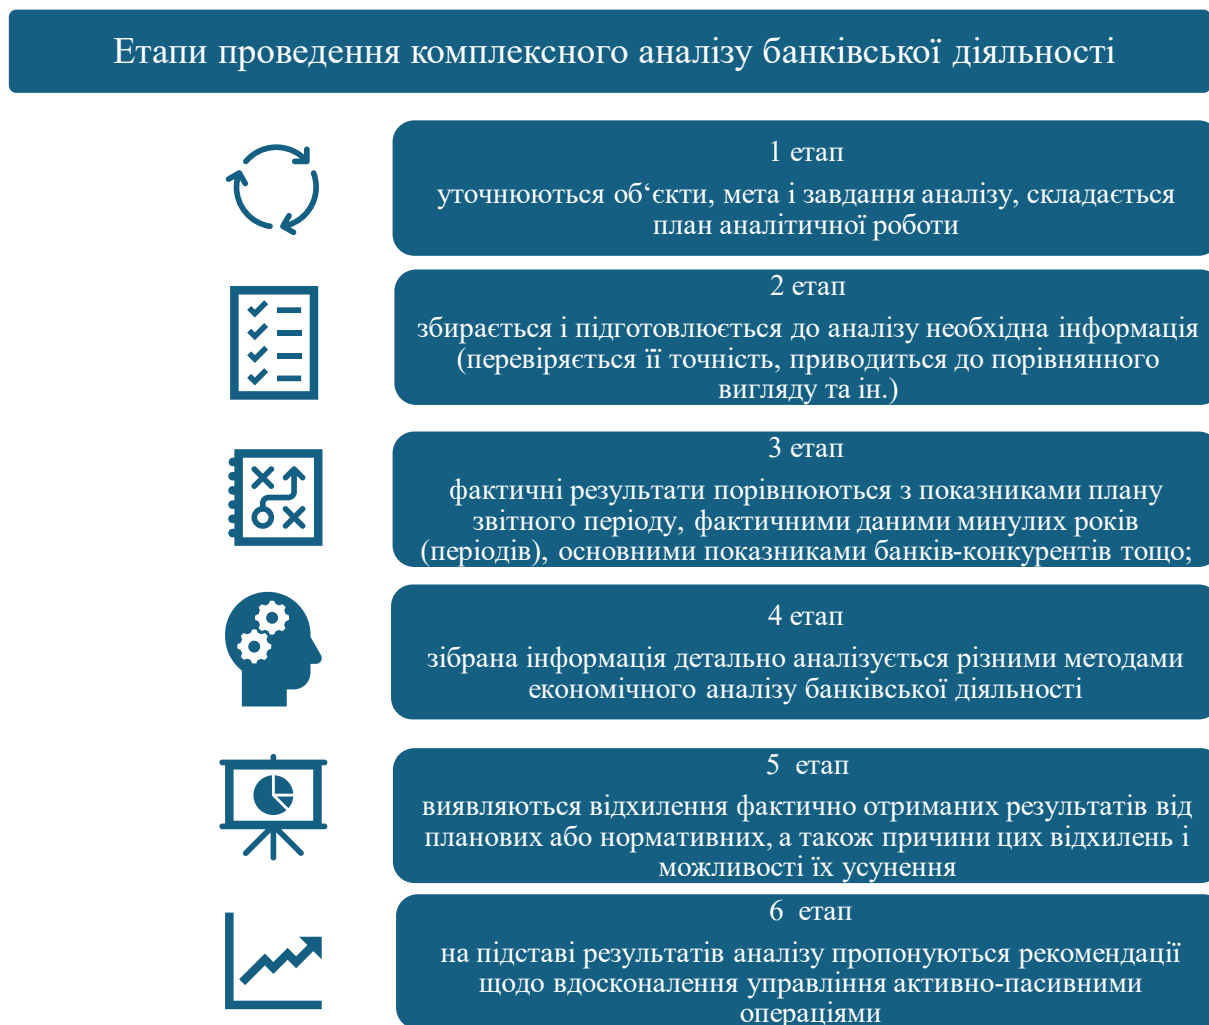 Етапи проведення комплексного аналізу банківської діяльності
1 етап
уточнюються об‘єкти, мета і завдання аналізу, складається
план аналітичної роботи
2 етап
збирається і підготовлюється до аналізу необхідна інформація
(перевіряється її точність, приводиться до порівнянного
вигляду та ін.)
3 етап
фактичні результати порівнюються з показниками плану
звітного періоду, фактичними даними минулих років
(періодів), основними показниками банків-конкурентів тощо;
4 етап
зібрана інформація детально аналізується різними методами
економічного аналізу банківської діяльності
5 етап
виявляються відхилення фактично отриманих результатів від
планових або нормативних, а також причини цих відхилень і
можливості їх усунення
6 етап
на підставі результатів аналізу пропонуються рекомендації
щодо вдосконалення управління активно-пасивними
операціями